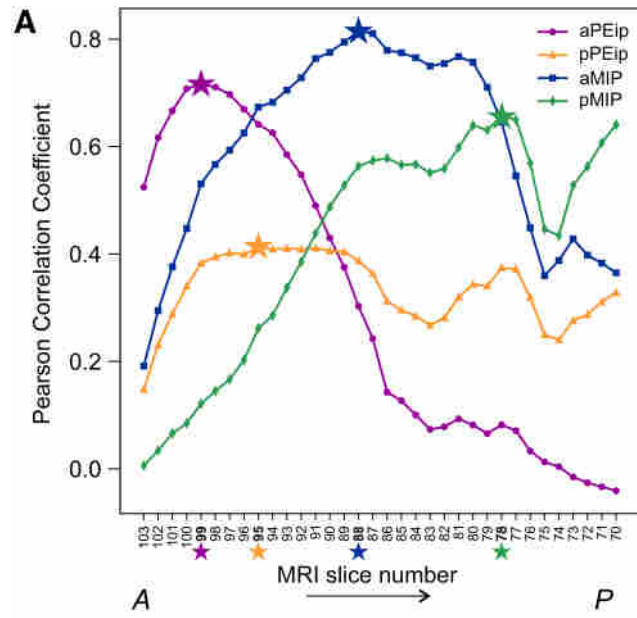 A
aPEip
pPEip
aMIP
pMIP
Pearson Correlation Coefficient
0.8
0.6
0.4
0.2
0.0
103 102 101 100 99 98 97 96 95 94 93 92 91 90 89 88 87 86 85 84 83 82 81 80 79 78 77 76 75 74 73 72 71 70
MRI slice number
A P